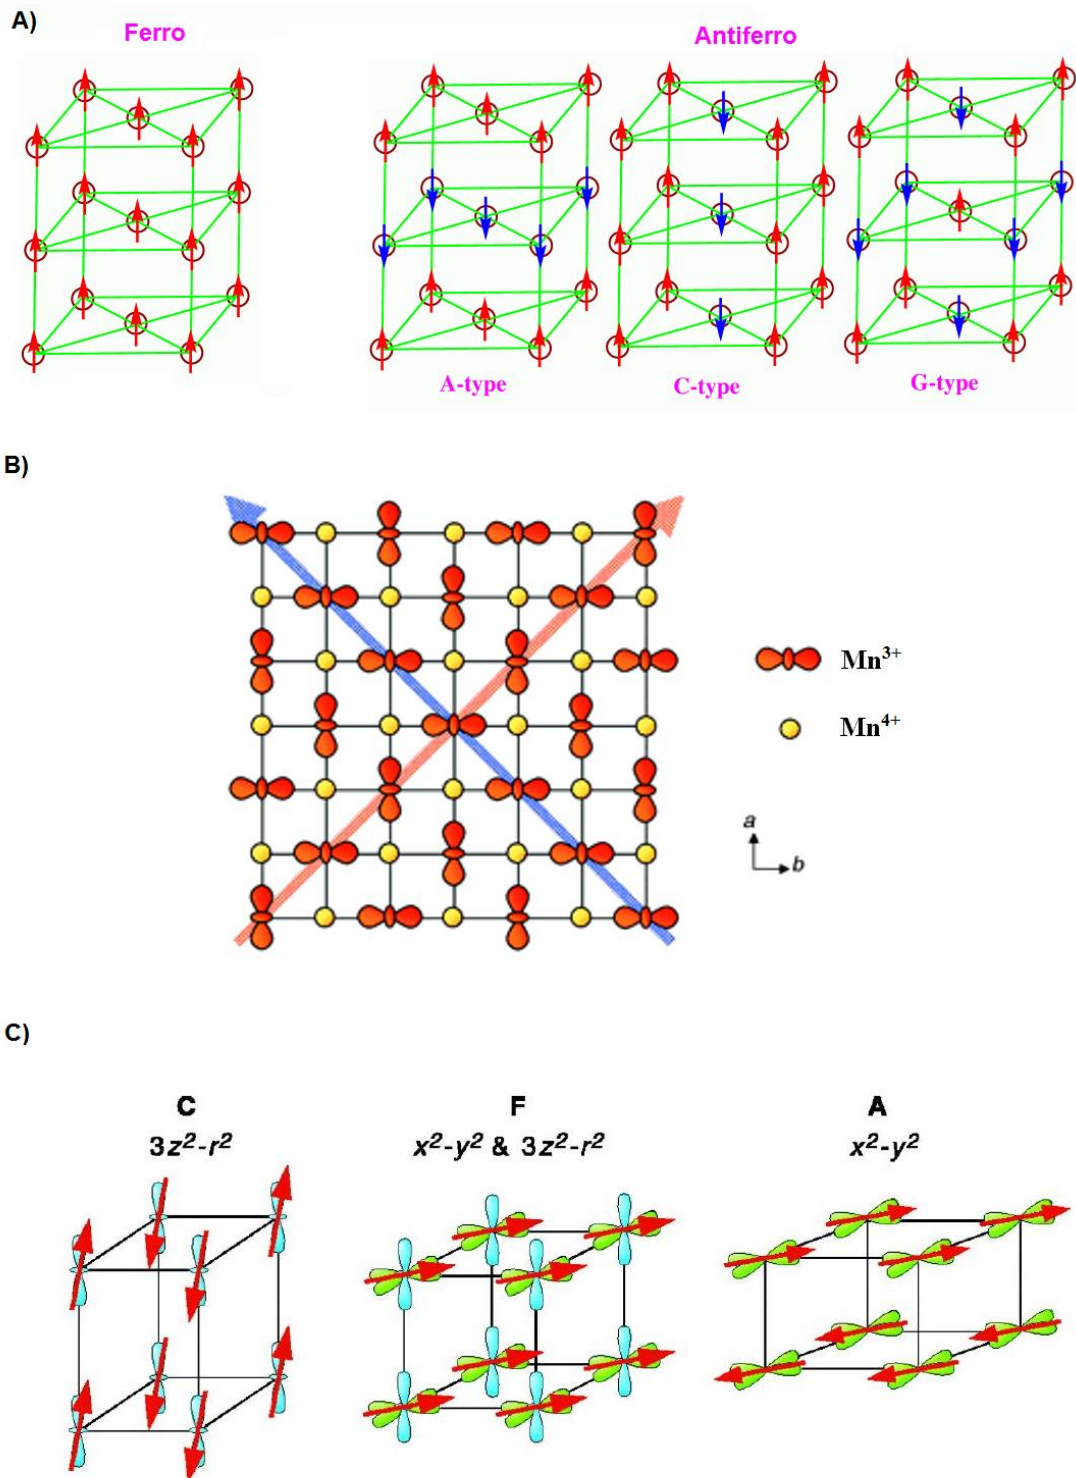 A)
Ferro
Antiferro
A-type
C-type
G-type
B)
Mn³⁺
Mn⁴⁺
a
b
C)
C F A
3z²-r² x²-y² & 3z²-r² x²-y²